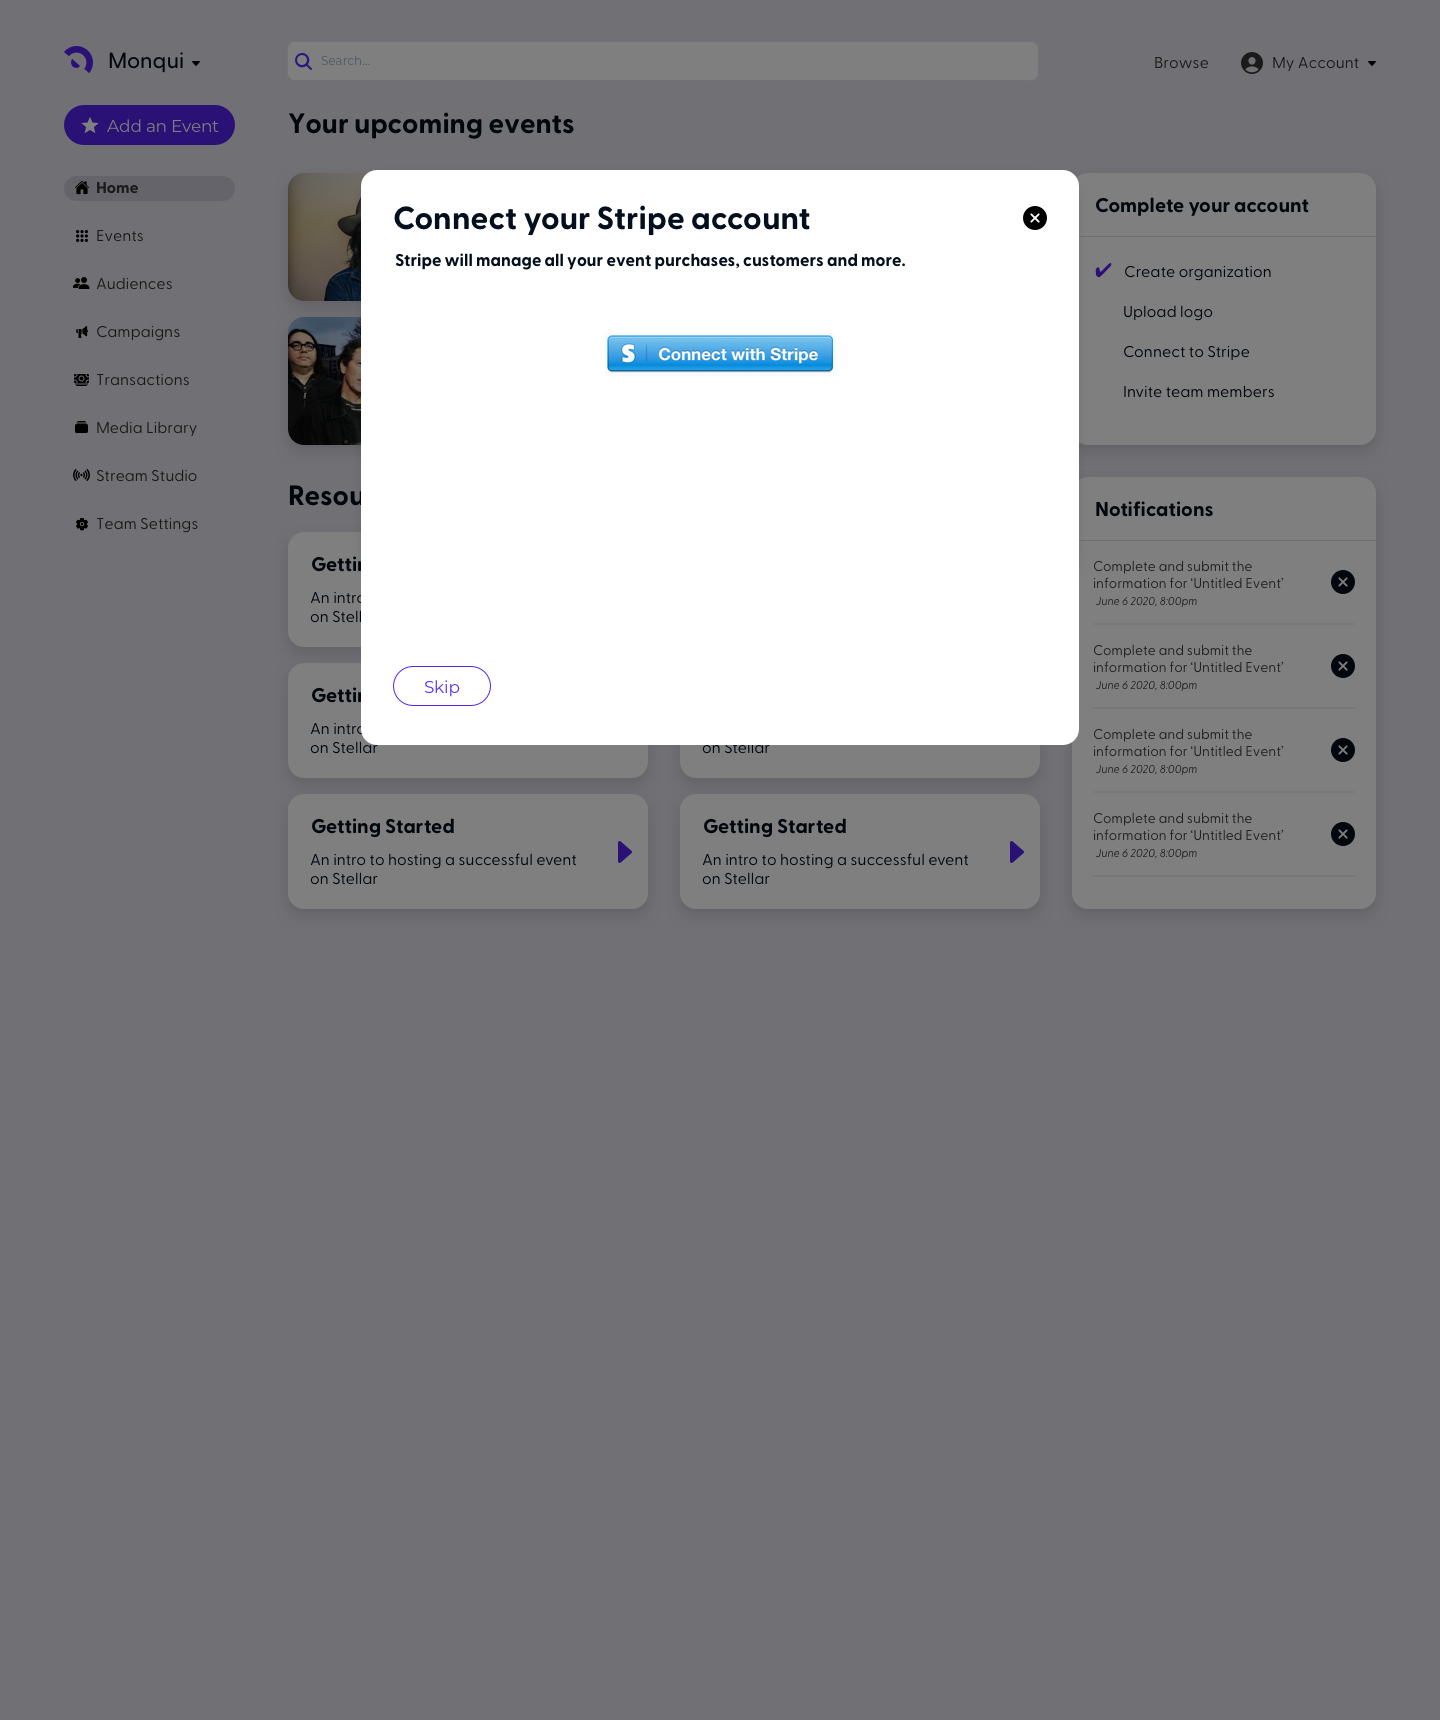 Monqui
Search...
Browse
My Account
Add an Event
Your upcoming events
Home
Events
Audiences
Campaigns
Transactions
Media Library
Stream Studio
Team Settings
Connect your Stripe account
Stripe will manage all your event purchases, customers and more.
S Connect with Stripe
Skip
Complete your account
Create organization
Upload logo
Connect to Stripe
Invite team members
Notifications
Complete and submit the
information for ‘Untitled Event’
June 6 2020, 8:00pm
Complete and submit the
information for ‘Untitled Event’
June 6 2020, 8:00pm
Complete and submit the
information for ‘Untitled Event’
June 6 2020, 8:00pm
Complete and submit the
information for ‘Untitled Event’
June 6 2020, 8:00pm
An
on
An
on Stellar
on Stellar
Getting Started
An intro to hosting a successful event
on Stellar
Getting Started
An intro to hosting a successful event
on Stellar